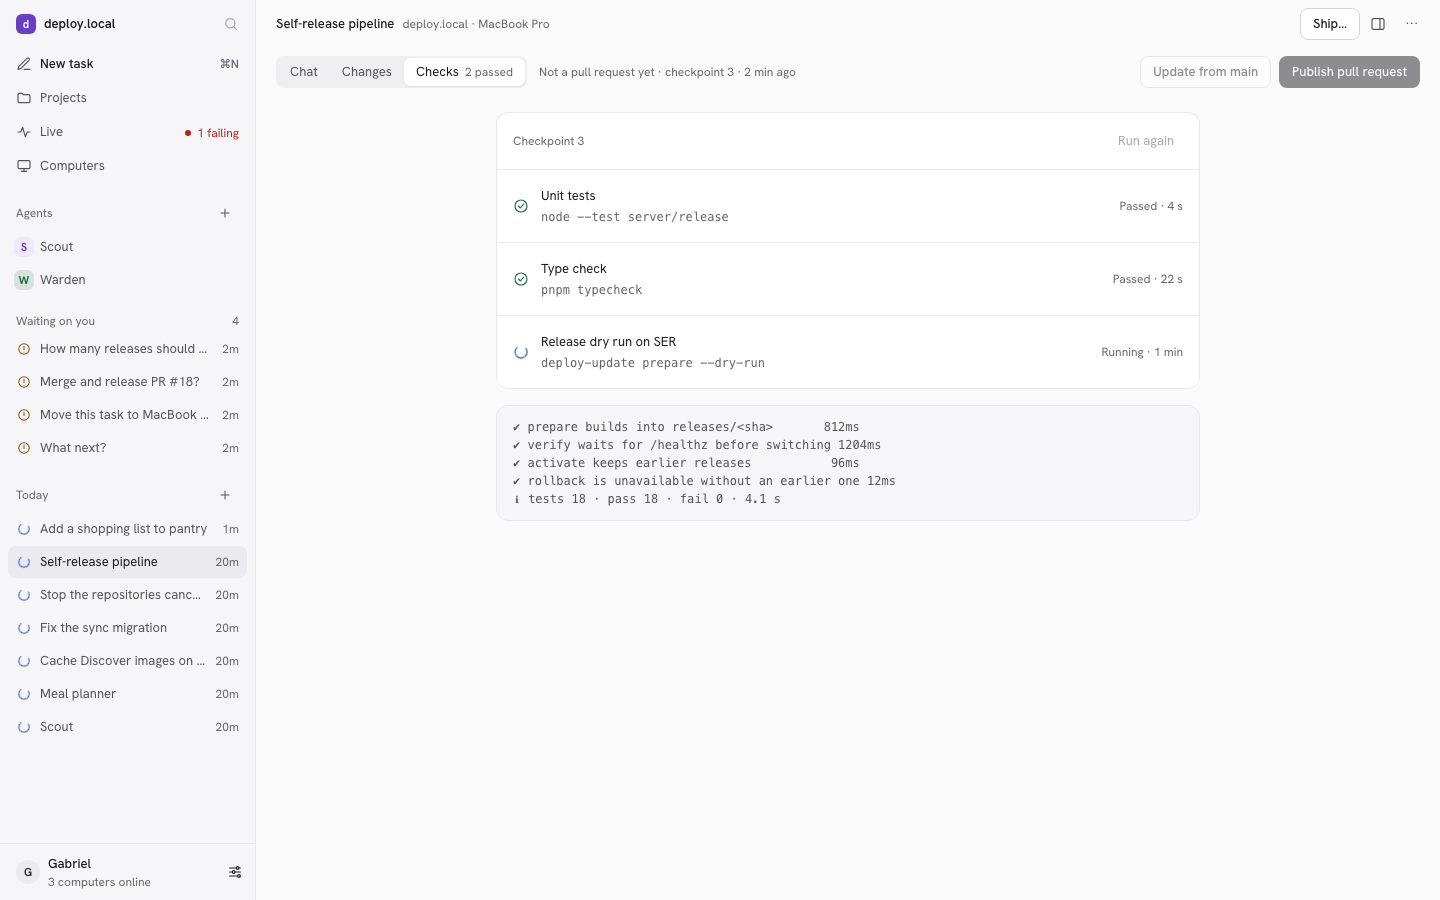 d deploy.local
New task ⌘N
Projects
Live 1 failing
Computers
Agents
S Scout
W Warden
Waiting on you 4
How many releases should ... 2m
Merge and release PR #18? 2m
Move this task to MacBook ... 2m
What next? 2m
Today
Add a shopping list to pantry 1m
Self-release pipeline 20m
Stop the repositories canc... 20m
Fix the sync migration 20m
Cache Discover images on ... 20m
Meal planner 20m
Scout 20m
G Gabriel
3 computers online
Self-release pipeline deploy.local · MacBook Pro Ship...
Chat Changes Checks 2 passed Not a pull request yet · checkpoint 3 · 2 min ago Update from main Publish pull request
Checkpoint 3 Run again
Unit tests
node --test server/release Passed · 4 s
Type check
pnpm typecheck Passed · 22 s
Release dry run on SER
deploy-update prepare --dry-run Running · 1 min
✔ prepare builds into releases/<sha> 812ms
✔ verify waits for /healthz before switching 1204ms
✔ activate keeps earlier releases 96ms
✔ rollback is unavailable without an earlier one 12ms
ℹ tests 18 · pass 18 · fail 0 · 4.1 s